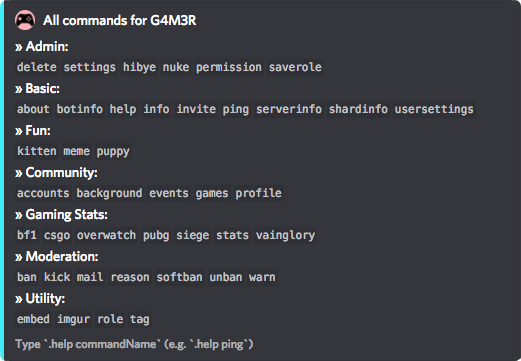 All commands for G4M3R
» Admin:
delete settings hibye nuke permission saverole
» Basic:
about botinfo help info invite ping serverinfo shardinfo usersettings
» Fun:
kitten meme puppy
» Community:
accounts background events games profile
» Gaming Stats:
bf1 csgo overwatch pubg siege stats vainglory
» Moderation:
ban kick mail reason softban unban warn
» Utility:
embed imgur role tag
Type `.help commandName` (e.g. `.help ping`)